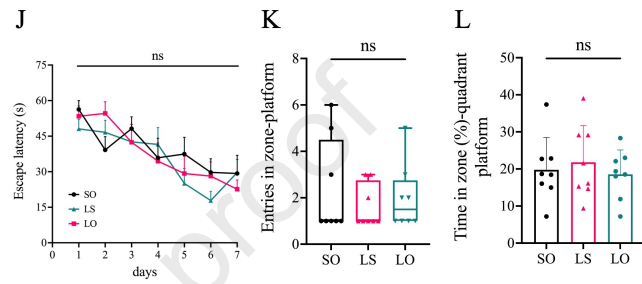 J
ns
Escape latency (s)
75
60
45
30
15
0
SO
LS
LO
0 1 2 3 4 5 6 7
days
K
ns
Entries in zone-platform
8
6
4
2
0
SO LS LO
L
ns
Time in zone (%)-quadrant
platform
50
40
30
20
10
0
SO LS LO
proof